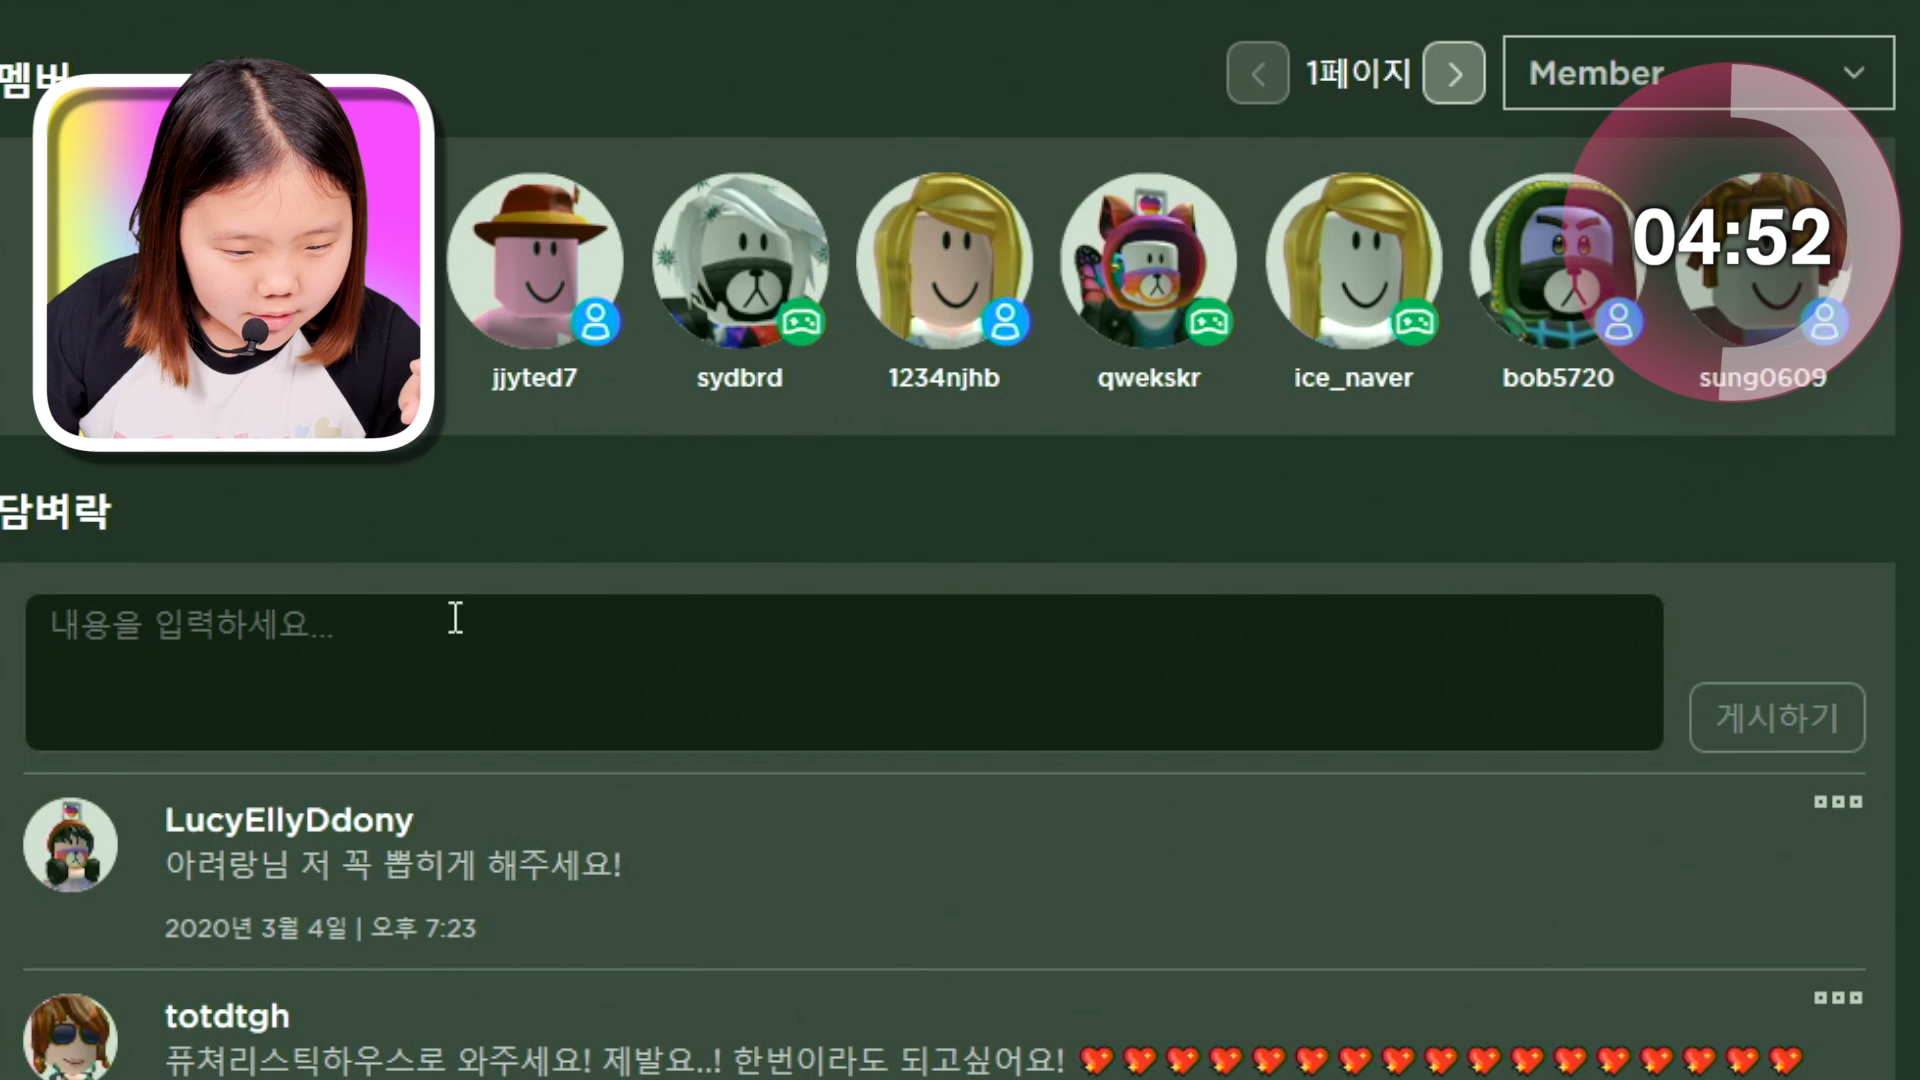 멤버
1페이지
Member
04:52
jjyted7
sydbrd
1234njhb
qwekskr
ice_naver
bob5720
sung0609
담벼락
내용을 입력하세요...
게시하기
LucyEllyDdony
아려랑님 저 꼭 뽑히게 해주세요!
2020년 3월 4일 | 오후 7:23
totdtgh
퓨쳐리스틱하우스로 와주세요! 제발요..! 한번이라도 되고싶어요! 💖💖💖💖💖💖💖💖💖💖💖💖💖💖💖💖💖